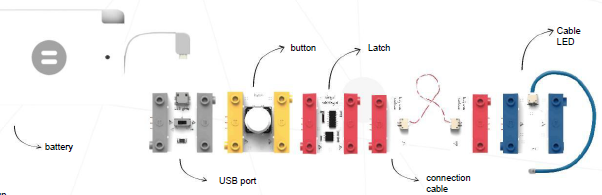 Cable
LED
button
Latch
battery
USB port
connection
cable